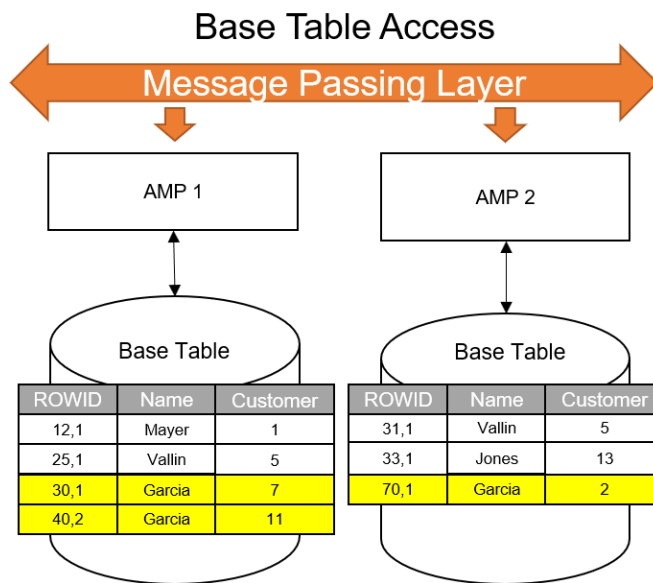 Base Table Access
Message Passing Layer
AMP 1
AMP 2
Base Table
ROWID Name Customer
12,1 Mayer 1
25,1 Vallin 5
30,1 Garcia 7
40,2 Garcia 11
Base Table
ROWID Name Customer
31,1 Vallin 5
33,1 Jones 13
70,1 Garcia 2